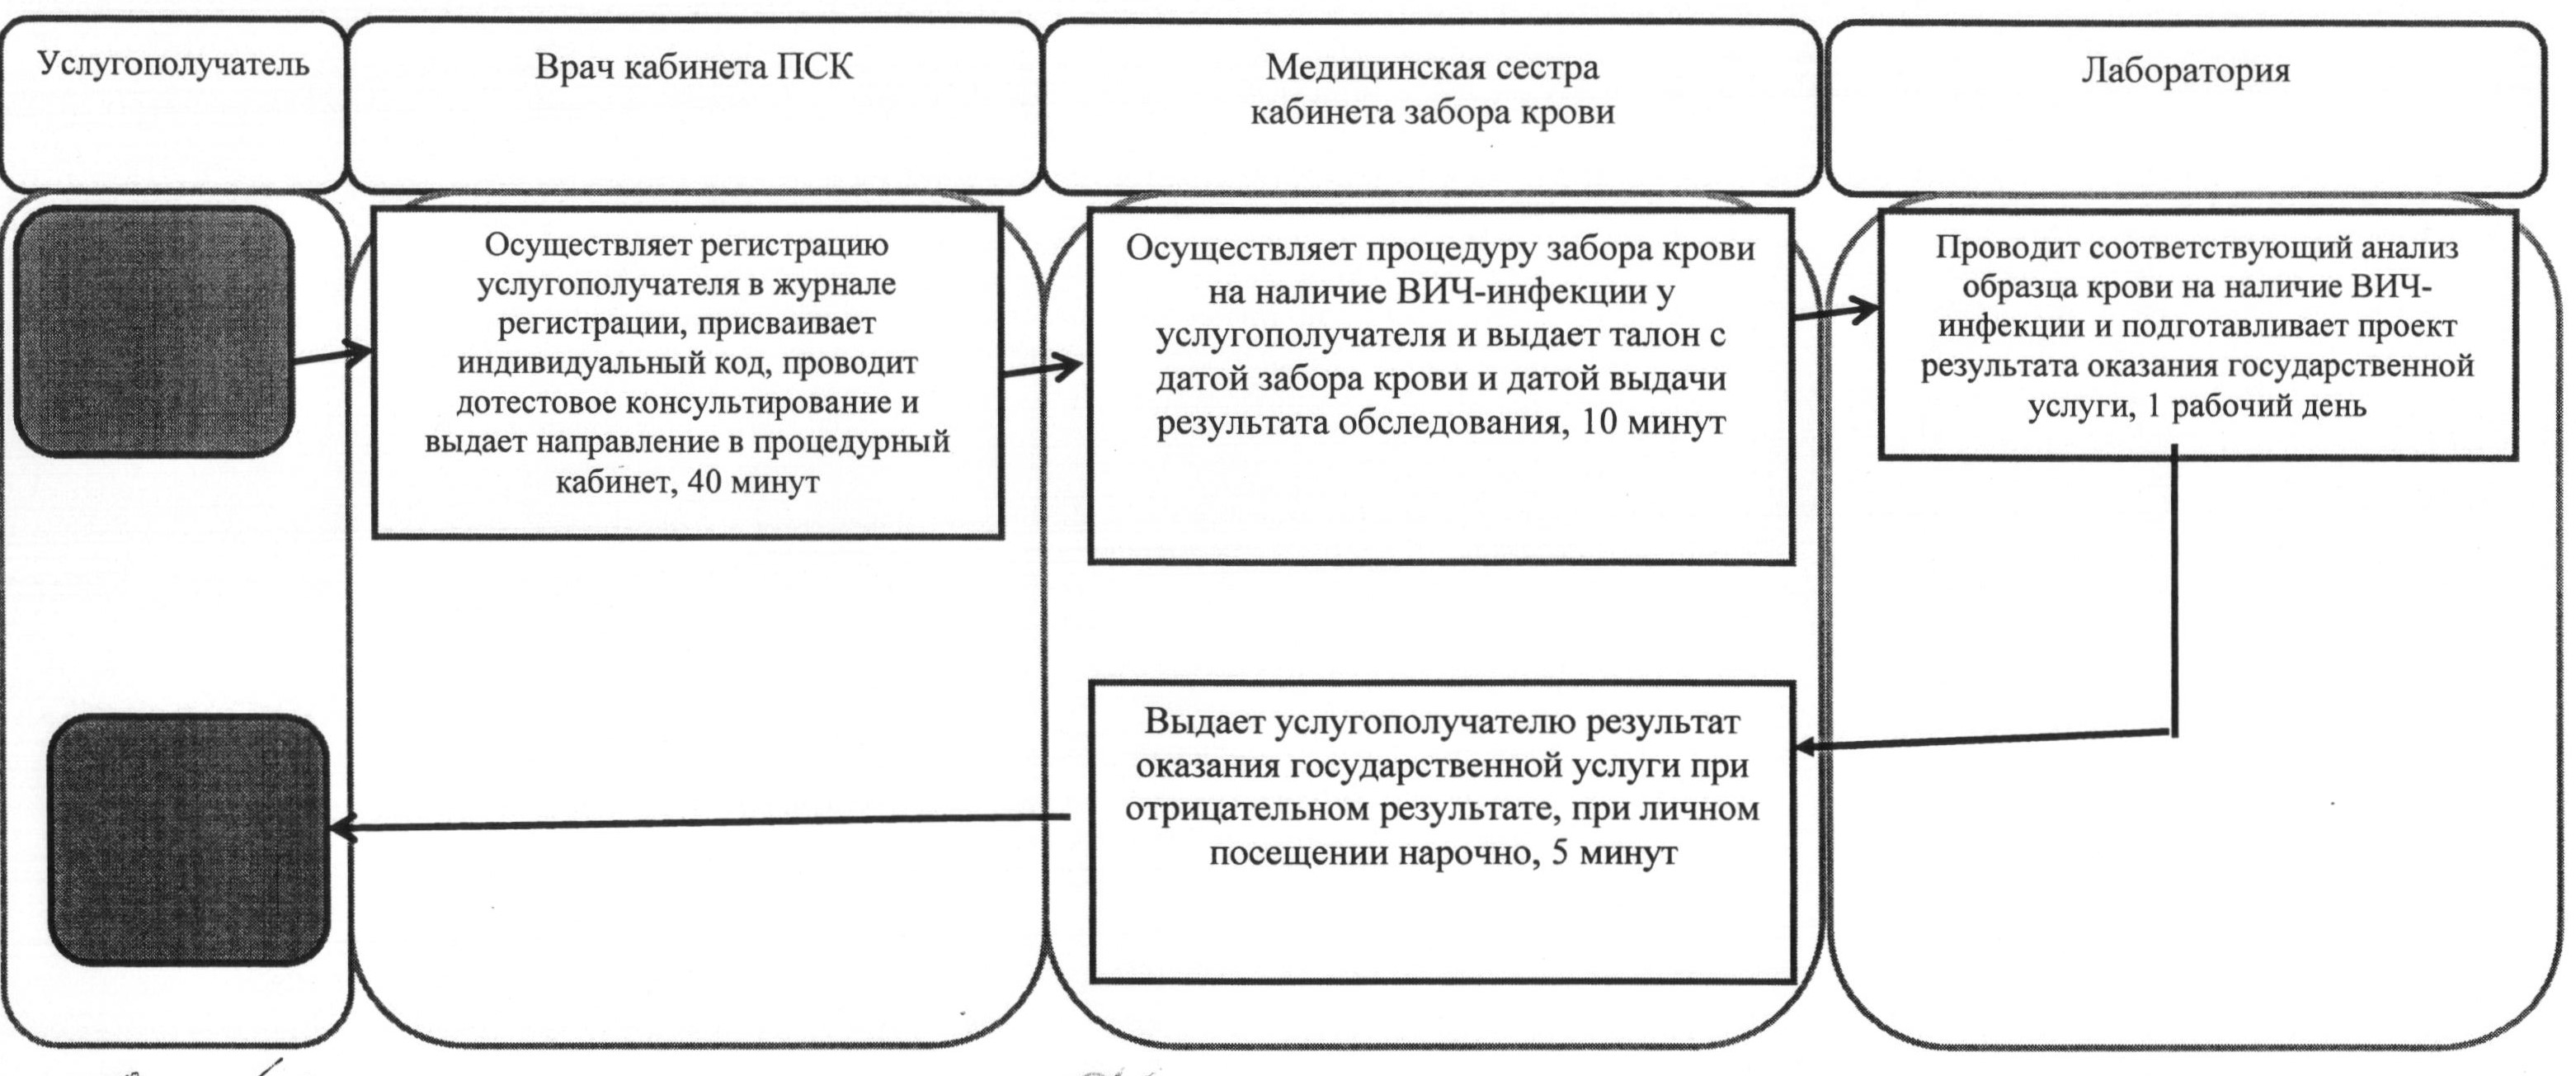 Услугополучатель
Врач кабинета ПСК
Медицинская сестра
кабинета забора крови
Лаборатория
Осуществляет регистрацию
услугополучателя в журнале
регистрации, присваивает
индивидуальный код, проводит
дотестовое консультирование и
выдает направление в процедурный
кабинет, 40 минут
Осуществляет процедуру забора крови
на наличие ВИЧ-инфекции у
услугополучателя и выдает талон с
датой забора крови и датой выдачи
результата обследования, 10 минут
Проводит соответствующий анализ
образца крови на наличие ВИЧ-
инфекции и подготавливает проект
результата оказания государственной
услуги, 1 рабочий день
Выдает услугополучателю результат
оказания государственной услуги при
отрицательном результате, при личном
посещении нарочно, 5 минут